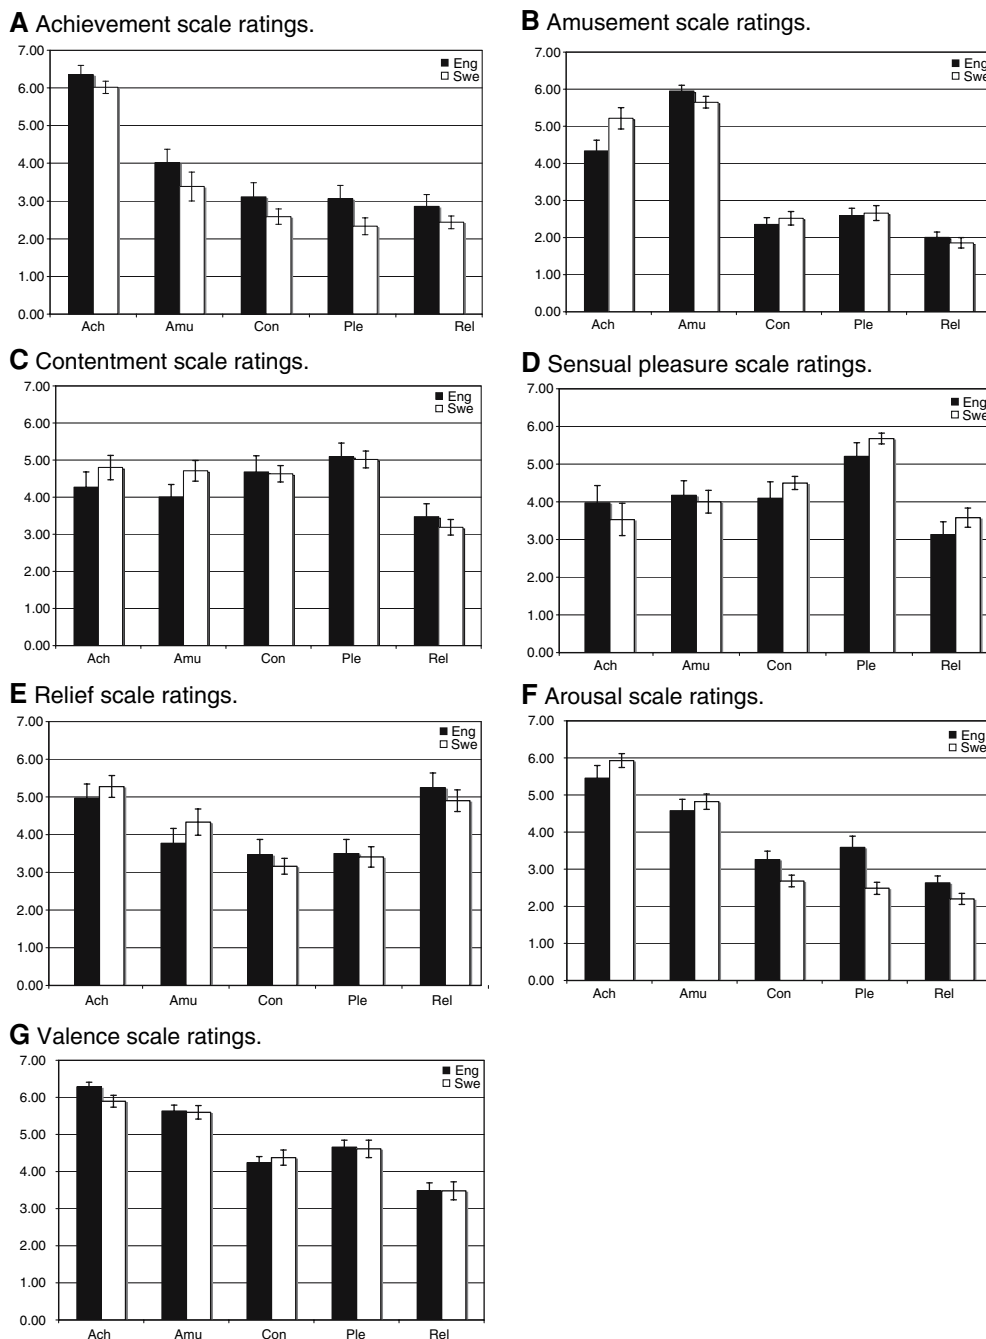 A Achievement scale ratings.
7.00
6.00
5.00
4.00
3.00
2.00
1.00
0.00
Eng
Swe
Ach Amu Con Ple Rel
B Amusement scale ratings.
7.00
6.00
5.00
4.00
3.00
2.00
1.00
0.00
Eng
Swe
Ach Amu Con Ple Rel
C Contentment scale ratings.
7.00
6.00
5.00
4.00
3.00
2.00
1.00
0.00
Eng
Swe
Ach Amu Con Ple Rel
D Sensual pleasure scale ratings.
7.00
6.00
5.00
4.00
3.00
2.00
1.00
0.00
Eng
Swe
Ach Amu Con Ple Rel
E Relief scale ratings.
7.00
6.00
5.00
4.00
3.00
2.00
1.00
0.00
Eng
Swe
Ach Amu Con Ple Rel
F Arousal scale ratings.
7.00
6.00
5.00
4.00
3.00
2.00
1.00
0.00
Eng
Swe
Ach Amu Con Ple Rel
G Valence scale ratings.
7.00
6.00
5.00
4.00
3.00
2.00
1.00
0.00
Eng
Swe
Ach Amu Con Ple Rel